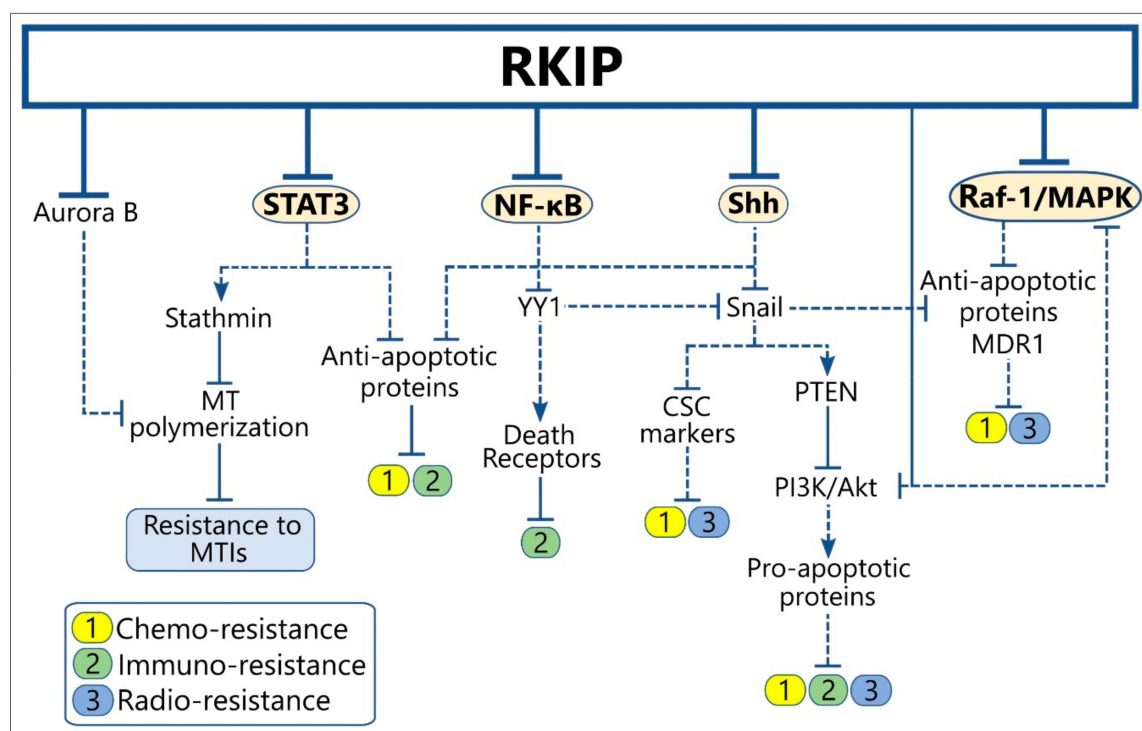 RKIP
Aurora B
STAT3
NF-κB
Shh
Raf-1/MAPK
Stathmin
YY1
Snail
Anti-apoptotic
proteins
MDR1
Anti-apoptotic
proteins
MT
polymerization
Death
Receptors
CSC
markers
PTEN
1 3
1 2
PI3K/Akt
Resistance to
MTIs
2
1 3
Pro-apoptotic
proteins
1 2 3
1 Chemo-resistance
2 Immuno-resistance
3 Radio-resistance